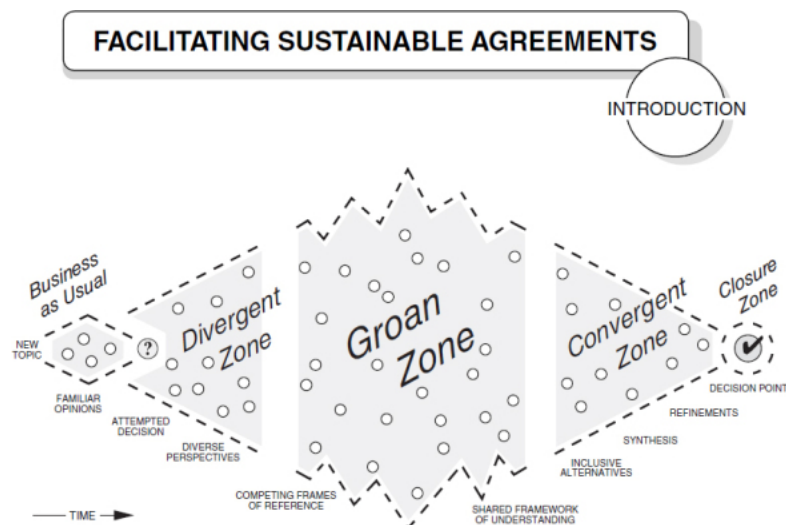 FACILITATING SUSTAINABLE AGREEMENTS
INTRODUCTION
Business
as Usual
Divergent
Zone
Groan
Zone
Convergent
Zone
Closure
Zone
NEW
TOPIC
?
FAMILIAR
OPINIONS
ATTEMPTED
DECISION
DIVERSE
PERSPECTIVES
COMPETING FRAMES
OF REFERENCE
SHARED FRAMEWORK
OF UNDERSTANDING
INCLUSIVE
ALTERNATIVES
SYNTHESIS
REFINEMENTS
DECISION POINT
TIME